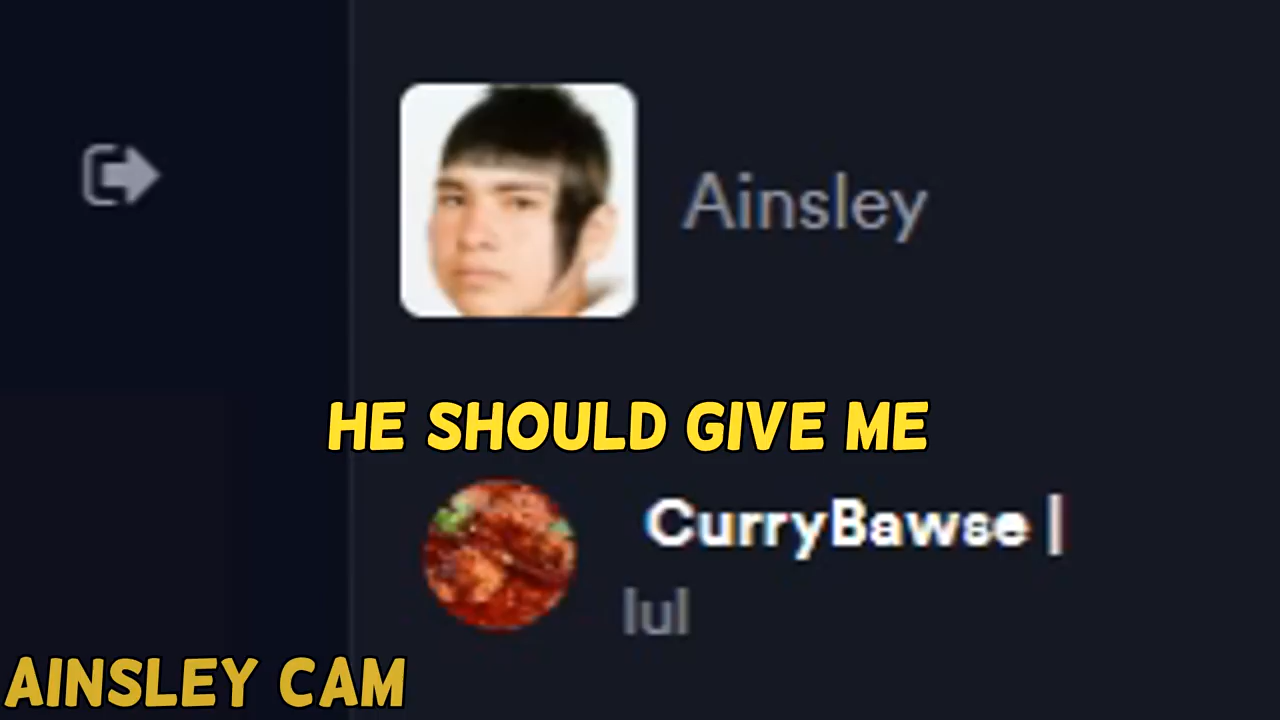 Ainsley
HE SHOULD GIVE ME
CurryBawse |
lul
AINSLEY CAM